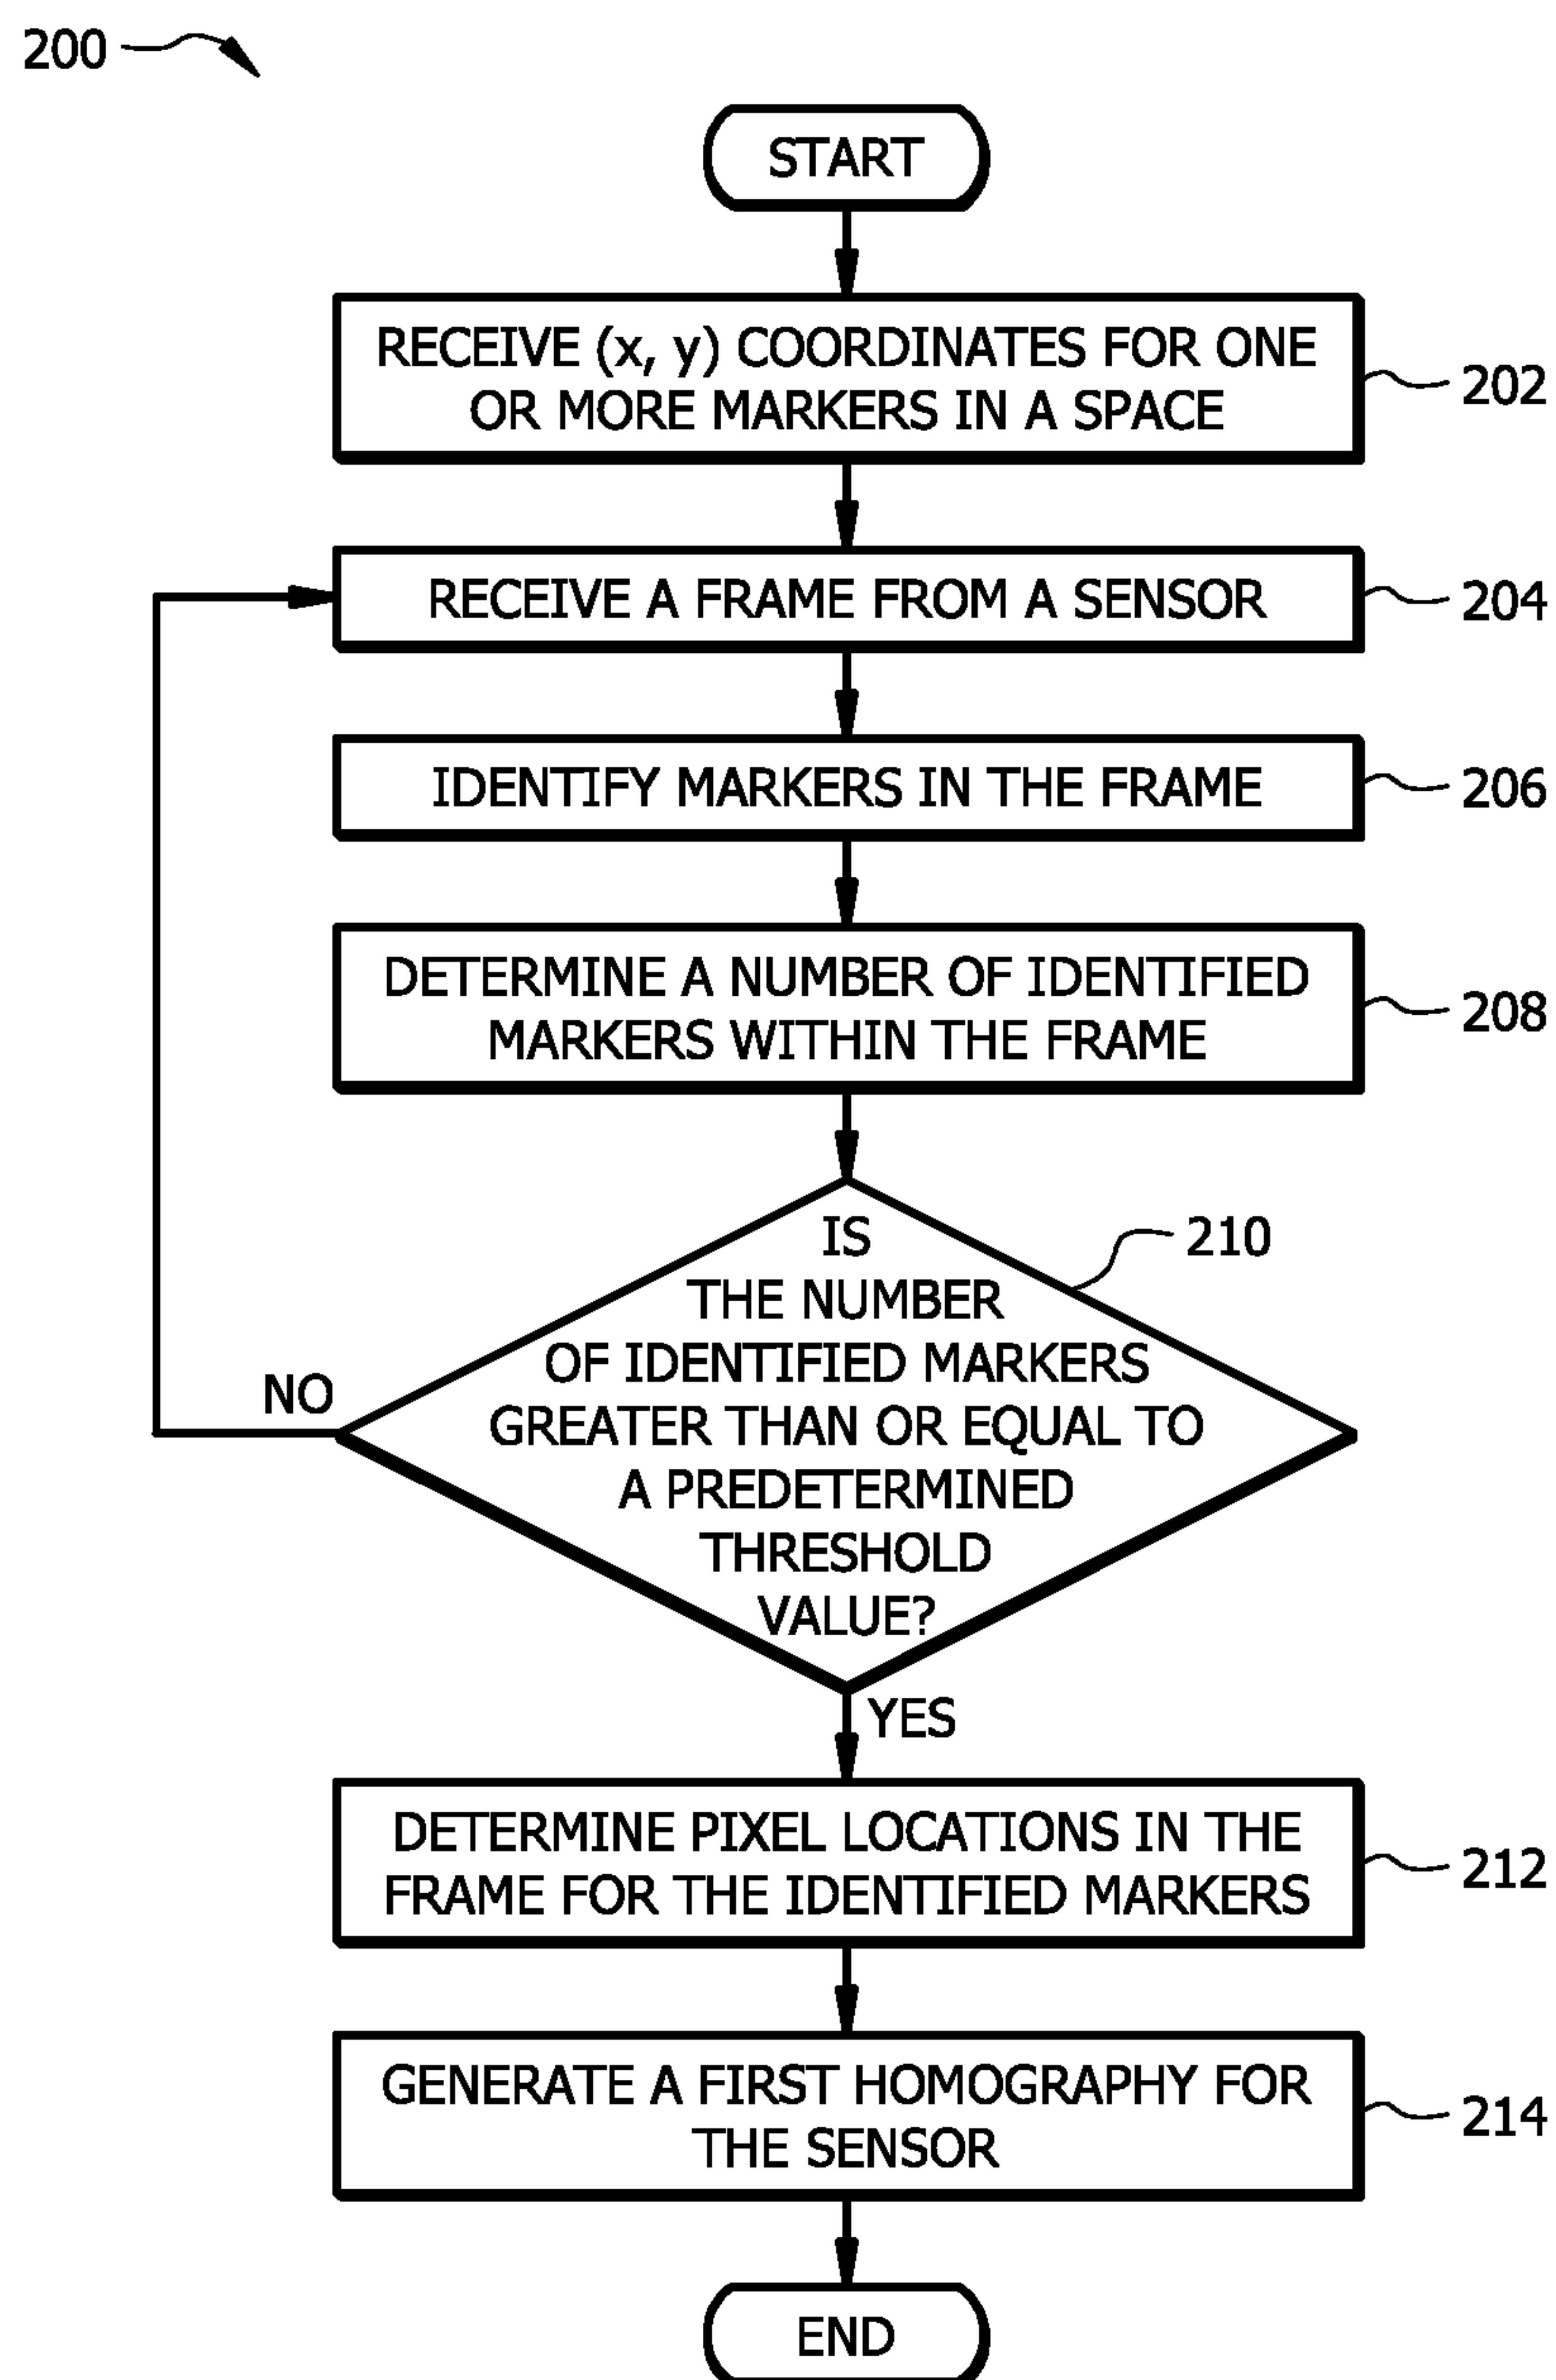 200
START
RECEIVE (x, y) COORDINATES FOR ONE
OR MORE MARKERS IN A SPACE
202
RECEIVE A FRAME FROM A SENSOR
204
IDENTIFY MARKERS IN THE FRAME
206
DETERMINE A NUMBER OF IDENTIFIED
MARKERS WITHIN THE FRAME
208
IS
THE NUMBER
OF IDENTIFIED MARKERS
GREATER THAN OR EQUAL TO
A PREDETERMINED
THRESHOLD
VALUE?
210
NO
YES
DETERMINE PIXEL LOCATIONS IN THE
FRAME FOR THE IDENTIFIED MARKERS
212
GENERATE A FIRST HOMOGRAPHY FOR
THE SENSOR
214
END